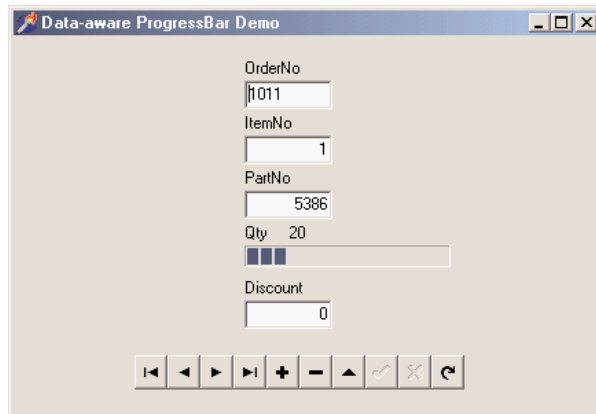 Data-aware ProgressBar Demo
OrderNo
1011
ItemNo
1
PartNo
5386
Qty 20
Discount
0